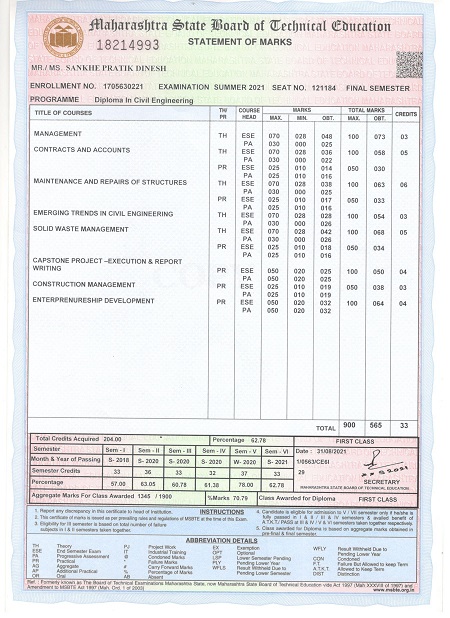 Maharashtra State Board of Technical Education
18214993
STATEMENT OF MARKS
MR./ MS. SANKHE PRATIK DINESH
ENROLLMENT NO. 1705630221 EXAMINATION SUMMER 2021 SEAT NO. 121184 FINAL SEMESTER
PROGRAMME Diploma In Civil Engineering
TITLE OF COURSES TH/ PR COURSE HEAD MARKS MAX. MIN. OBT. TOTAL MARKS MAX. OBT. CREDITS
MANAGEMENT TH ESE 070 028 048 100 073 03
PA 030 000 025
CONTRACTS AND ACCOUNTS TH ESE 070 028 036 100 058 05
PA 030 000 022
PR ESE 025 010 014 050 030
PA 025 010 016
MAINTENANCE AND REPAIRS OF STRUCTURES TH ESE 070 028 038 100 063 06
PA 030 000 025
PR ESE 025 010 017 050 033
PA 025 010 016
EMERGING TRENDS IN CIVIL ENGINEERING TH ESE 070 028 028 100 054 03
PA 030 000 026
SOLID WASTE MANAGEMENT TH ESE 070 028 042 100 068 05
PA 030 000 026
PR ESE 025 010 018 050 034
PA 025 010 016
CAPSTONE PROJECT –EXECUTION & REPORT
WRITING PR ESE 050 020 025 100 050 04
PA 050 020 025
CONSTRUCTION MANAGEMENT PR ESE 025 010 019 050 038 03
PA 025 010 019
ENTERPRENURESHIP DEVELOPMENT PR ESE 050 020 032 100 064 04
PA 050 020 032
TOTAL 900 565 33
Total Credits Acquired 204.00 Percentage 62.78 FIRST CLASS
Semester Sem - I Sem - II Sem - III Sem - IV Sem - V Sem - VI Date : 31/08/2021
Month & Year of Passing S- 2018 S- 2020 S- 2020 S- 2020 W- 2020 S- 2021 1/0563/CE6I
Semester Credits 33 36 33 32 37 33 29
Percentage 57.00 63.05 60.78 61.38 78.00 62.78
SECRETARY
MAHARASHTRA STATE BOARD OF TECHNICAL EDUCATION
Aggregate Marks For Class Awarded 1345 / 1900 %Marks 70.79 Class Awarded for Diploma FIRST CLASS
INSTRUCTIONS
1. Report any discrepancy in this certificate to head of institution.
2. This certificate of marks is issued as per prevailing rules and regulations of MSBTE at the time of this Exam.
3. Eligibility for III semester is based on total number of
subjects in I & II semesters taken together.
4. Candidate is eligible for admission to V / VI semester only if he/she is
fully passed in I & II / III & IV semesters & availed benefit of
A.T.K.T./ PASS at III & IV / V & VI semesters taken together respectively.
5. Class awarded for Diploma is based on aggregate marks obtained in
pre-final & final semester.
ABBREVIATION DETAILS
TH Theory
ESE End Semester Exam
PA Progressive Assessment
PR Practical
AG Aggregate
AP Additional Practical
OR Oral
PW Project Work
IT Industrial Training
@ Condoned Marks
* Failure Marks
# Carry Forward Marks
% Percentage of Marks
AB Absent
EX Exemption
OPT Optional
LSP Lower Semester Pending
PLY Pending Lower Year
WFLS Result Withheld Due to
Pending Lower Semester
WFLY Result Withheld Due to
Pending Lower Year
CON Condoned
F.T. Failure But Allowed to keep Term
A.T.K.T. Allowed to Keep Term
DIST Distinction
Ref. : Formerly known as The Board of Technical Examinations Maharashtra State, now Maharashtra State Board of Technical Education vide Act 1997 (Mah XXXVIII of 1997) and
Amendment to MSBTE Act 1997 (Mah. Ord. 1 of 2003)
www.msbte.org.in